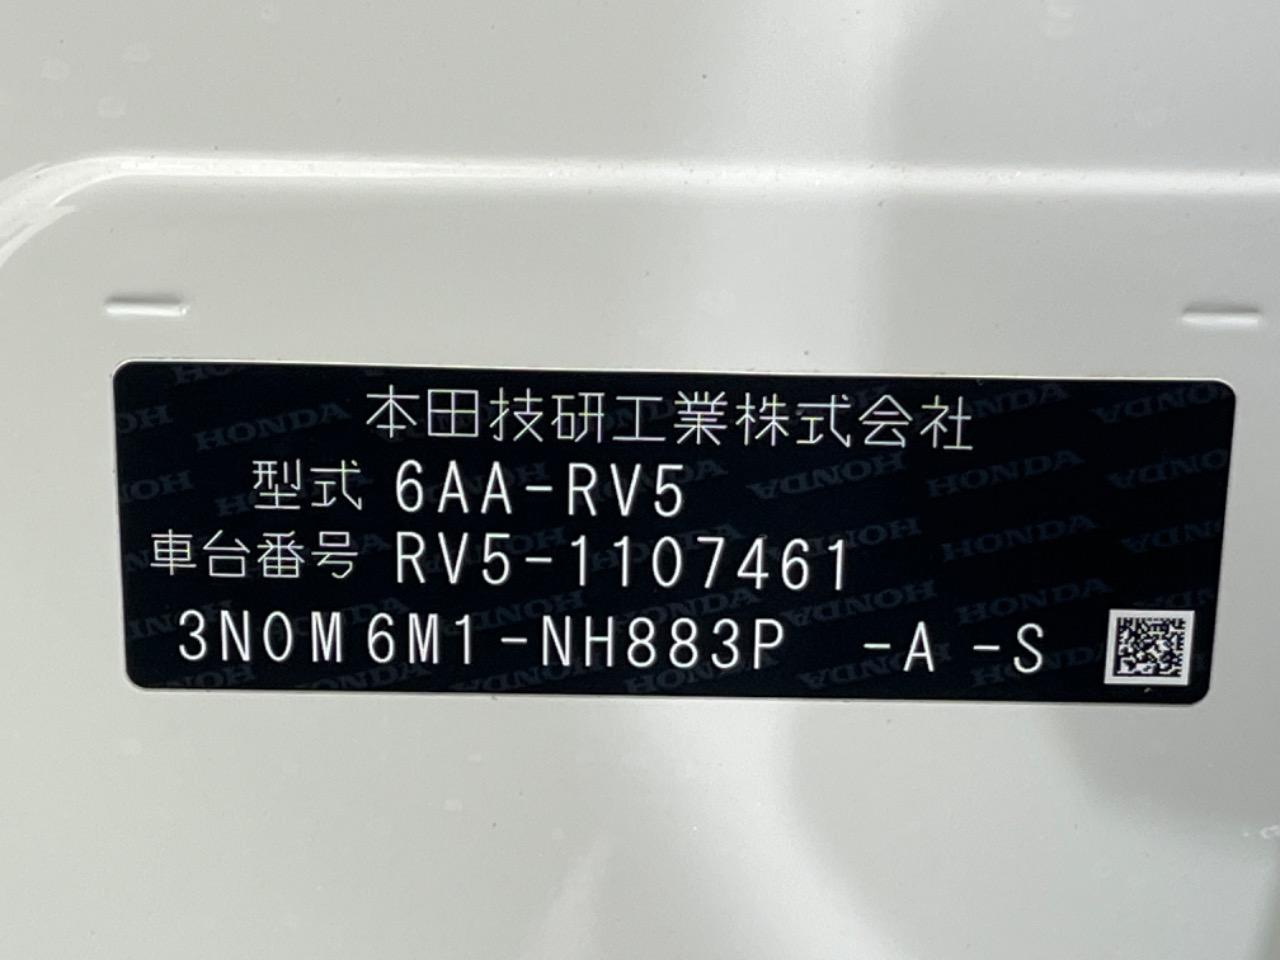 本田技研工業株式会社
型式 6AA-RV5
車台番号 RV5-1107461
3N0M6M1-NH883P -A -S